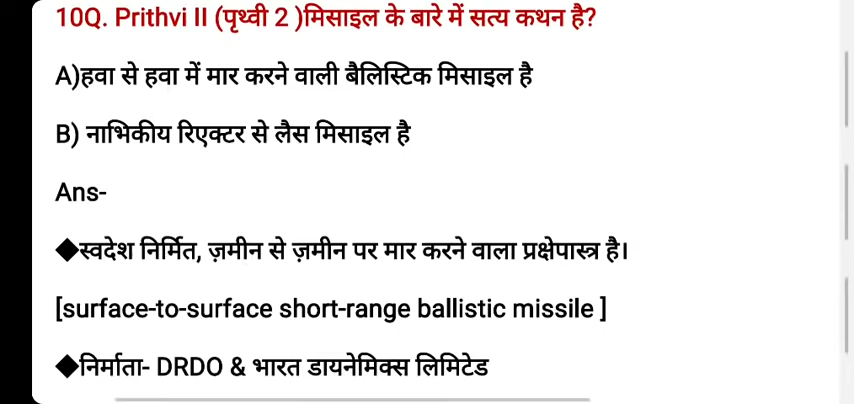 10Q. Prithvi II (पृथ्वी 2 )मिसाइल के बारे में सत्य कथन है?
A)हवा से हवा में मार करने वाली बैलिस्टिक मिसाइल है
B) नाभिकीय रिएक्टर से लैस मिसाइल है
Ans-
◆स्वदेश निर्मित, ज़मीन से ज़मीन पर मार करने वाला प्रक्षेपास्त्र है।
[surface-to-surface short-range ballistic missile ]
◆निर्माता- DRDO & भारत डायनेमिक्स लिमिटेड